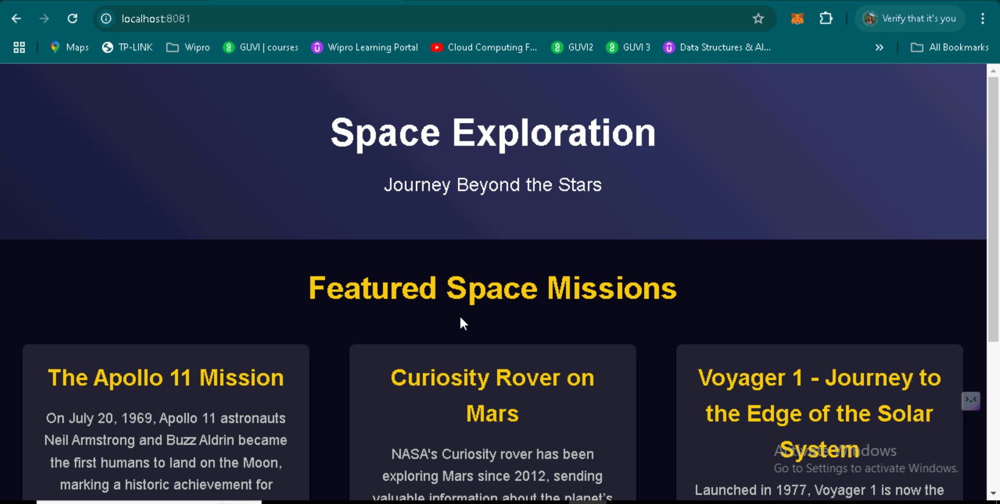 localhost:8081
Verify that it's you
Maps
TP-LINK
Wipro
GUVI | courses
Wipro Learning Portal
Cloud Computing F...
GUVI2
GUVI 3
Data Structures & Al...
All Bookmarks
Space Exploration
Journey Beyond the Stars
Featured Space Missions
The Apollo 11 Mission
On July 20, 1969, Apollo 11 astronauts
Neil Armstrong and Buzz Aldrin became
the first humans to land on the Moon,
marking a historic achievement for
Curiosity Rover on
Mars
NASA's Curiosity rover has been
exploring Mars since 2012, sending
valuable information about the planet's
Voyager 1 - Journey to
the Edge of the Solar
System
Launched in 1977, Voyager 1 is now the
Activate Windows
Go to Settings to activate Windows.